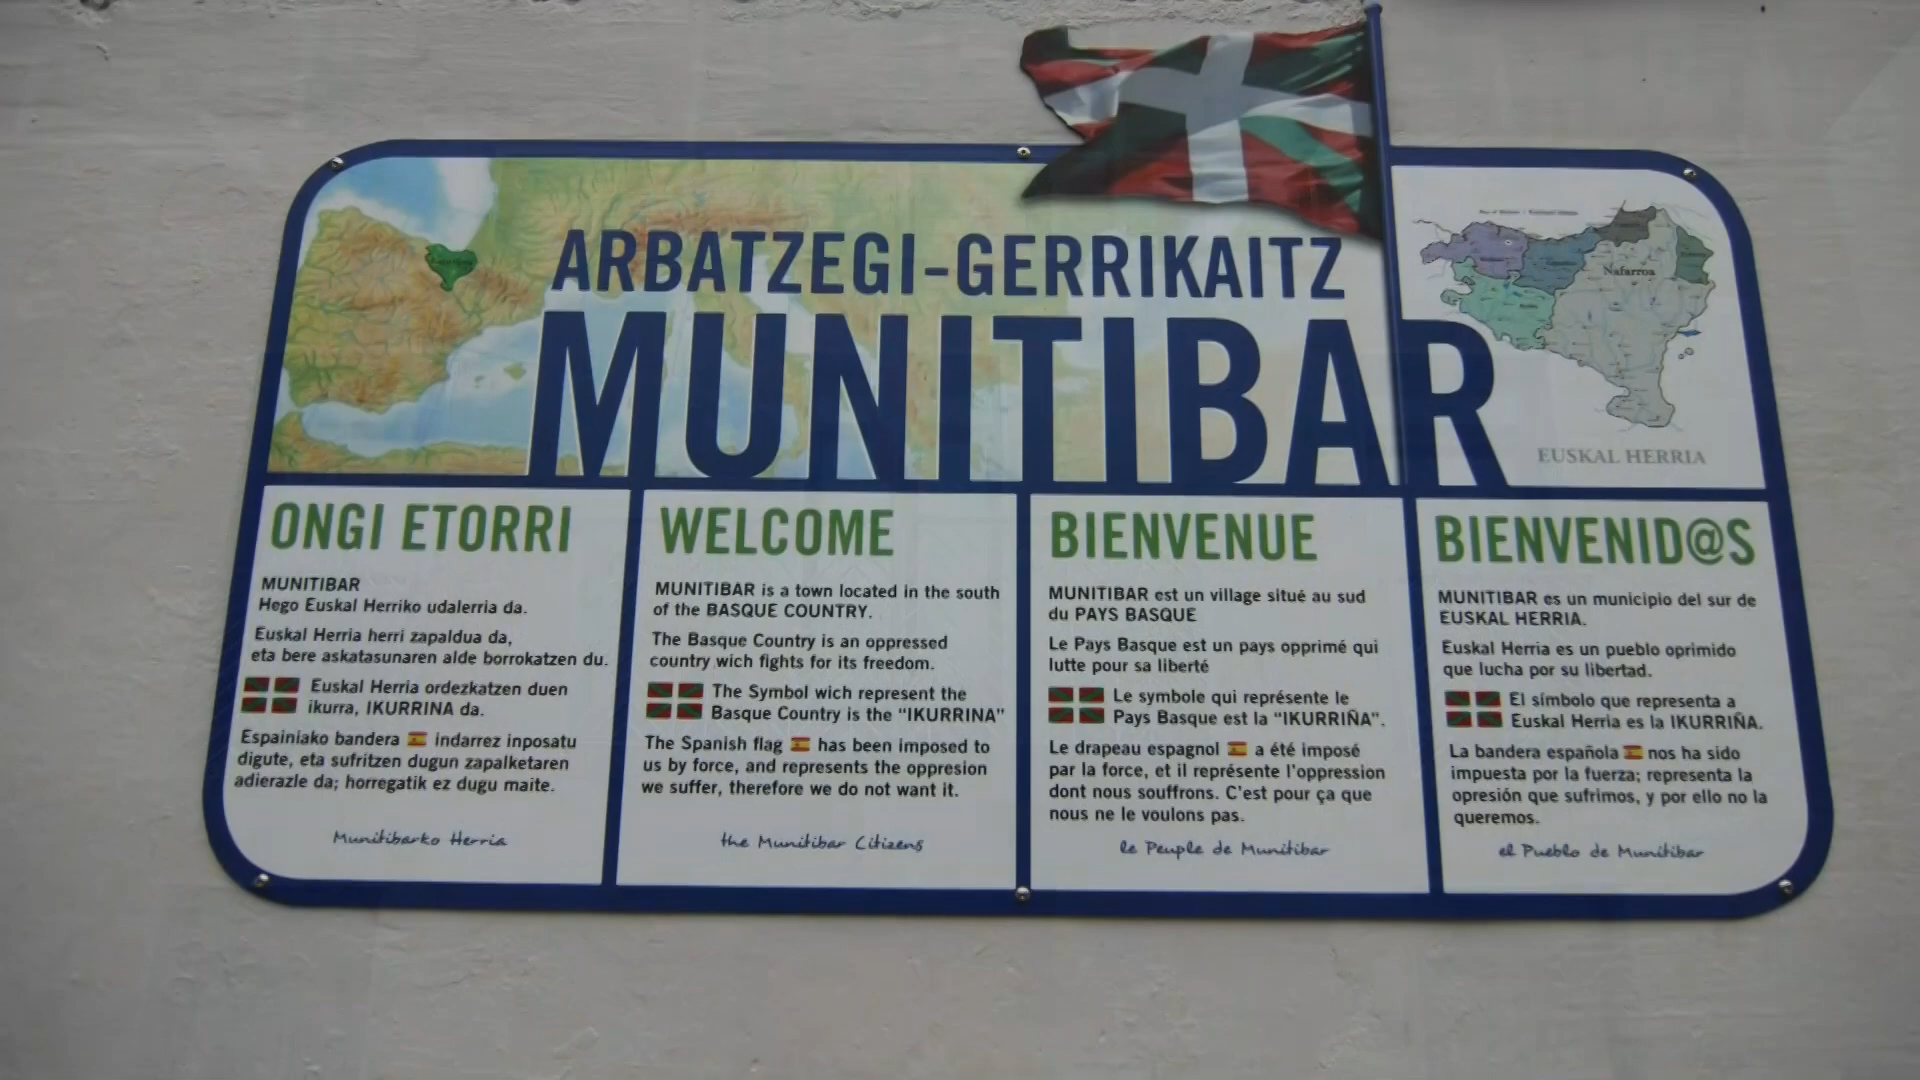 ARBATZEGI-GERRIKAITZ
MUNITIBAR
Nafarroa
EUSKAL HERRIA
ONGI ETORRI
MUNITIBAR
Hego Euskal Herriko udalerria da.
Euskal Herria herri zapaldua da,
eta bere askatasunaren alde borrokatzen du.
Euskal Herria ordezkatzen duen
ikurra, IKURRINA da.
Espainiako bandera indarrez inposatu
digute, eta sufritzen dugun zapalketaren
adierazle da; horregatik ez dugu maite.
Munitibarko Herria
WELCOME
MUNITIBAR is a town located in the south
of the BASQUE COUNTRY.
The Basque Country is an oppressed
country wich fights for its freedom.
The Symbol wich represent the
Basque Country is the “IKURRINA”
The Spanish flag has been imposed to
us by force, and represents the oppresion
we suffer, therefore we do not want it.
the Munitibar Citizens
BIENVENUE
MUNITIBAR est un village situé au sud
du PAYS BASQUE
Le Pays Basque est un pays opprimé qui
lutte pour sa liberté
Le symbole qui représente le
Pays Basque est la “IKURRIÑA”.
Le drapeau espagnol a été imposé
par la force, et il représente l'oppression
dont nous souffrons. C'est pour ça que
nous ne le voulons pas.
le Peuple de Munitibar
BIENVENID@S
MUNITIBAR es un municipio del sur de
EUSKAL HERRIA.
Euskal Herria es un pueblo oprimido
que lucha por su libertad.
El símbolo que representa a
Euskal Herria es la IKURRIÑA.
La bandera española nos ha sido
impuesta por la fuerza; representa la
opresión que sufrimos, y por ello no la
queremos.
el Pueblo de Munitibar